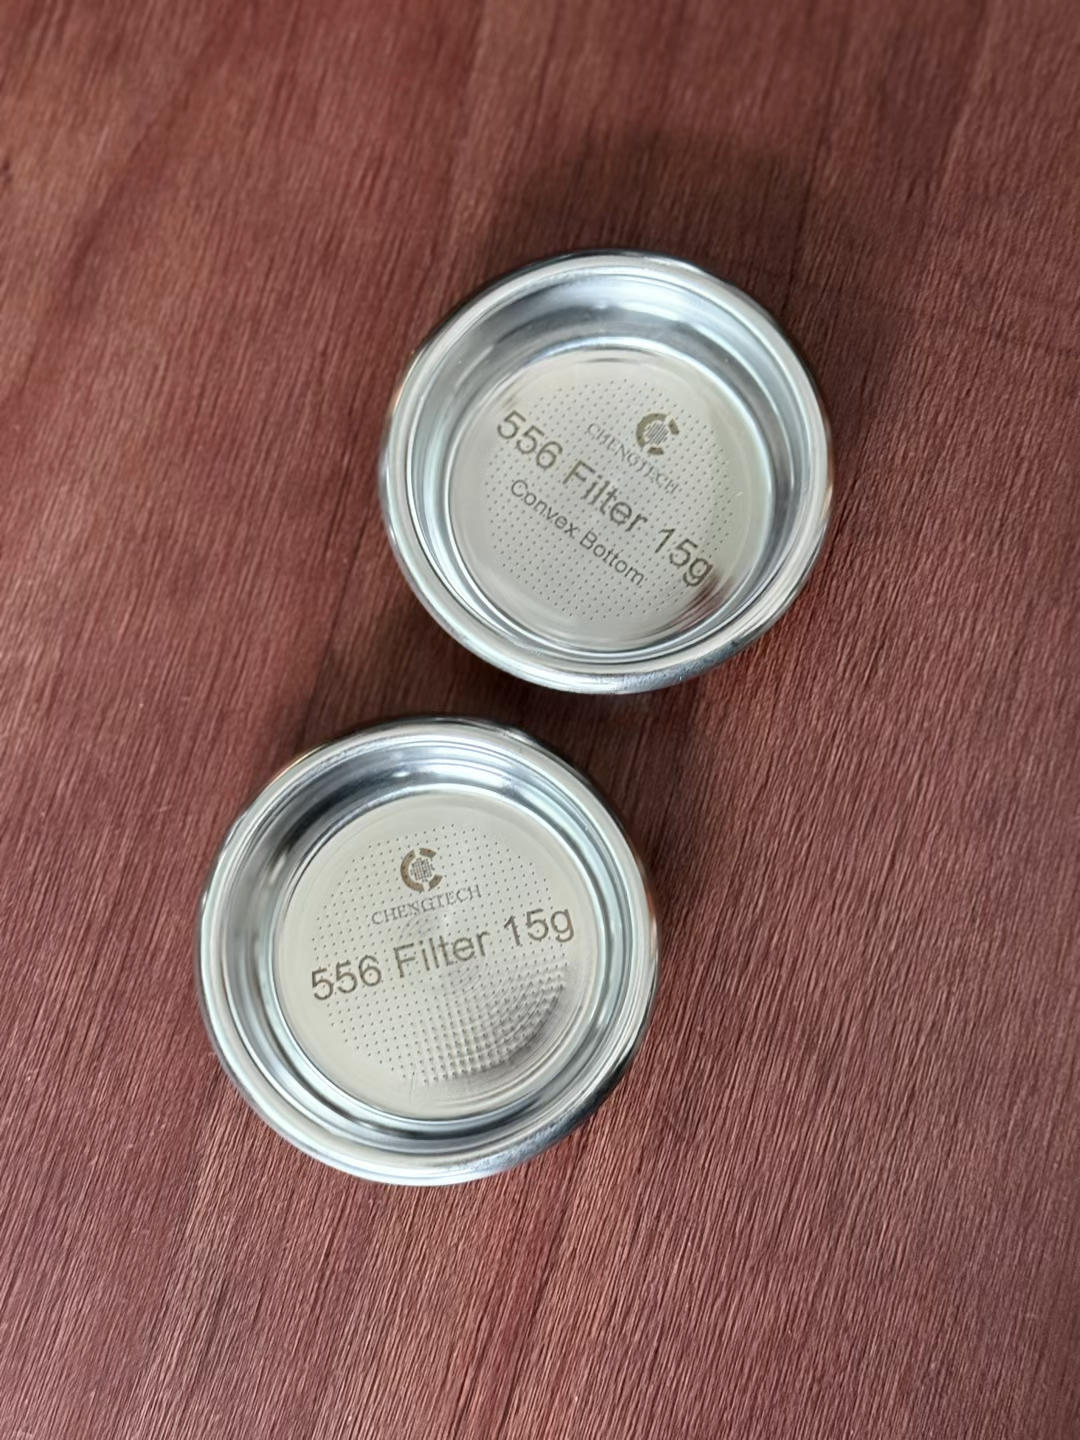 CHENGTECH
556 Filter 15g
Convex Bottom
CHENGTECH
556 Filter 15g